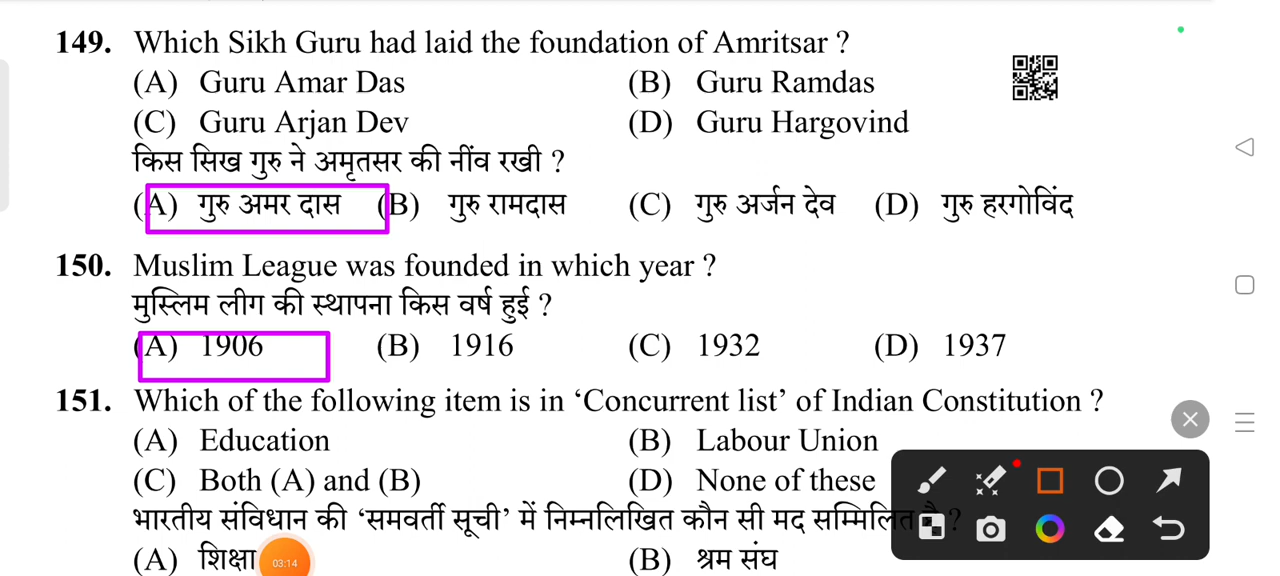 149. Which Sikh Guru had laid the foundation of Amritsar ?
(A) Guru Amar Das (B) Guru Ramdas
(C) Guru Arjan Dev (D) Guru Hargovind
किस सिख गुरु ने अमृतसर की नींव रखी ?
(A) गुरु अमर दास (B) गुरु रामदास (C) गुरु अर्जन देव (D) गुरु हरगोविंद
150. Muslim League was founded in which year ?
मुस्लिम लीग की स्थापना किस वर्ष हुई ?
(A) 1906 (B) 1916 (C) 1932 (D) 1937
151. Which of the following item is in ‘Concurrent list’ of Indian Constitution ?
(A) Education (B) Labour Union
(C) Both (A) and (B) (D) None of these
भारतीय संविधान की ‘समवर्ती सूची’ में निम्नलिखित कौन सी मद सम्मिलित है ?
(A) शिक्षा (B) श्रम संघ
03:14